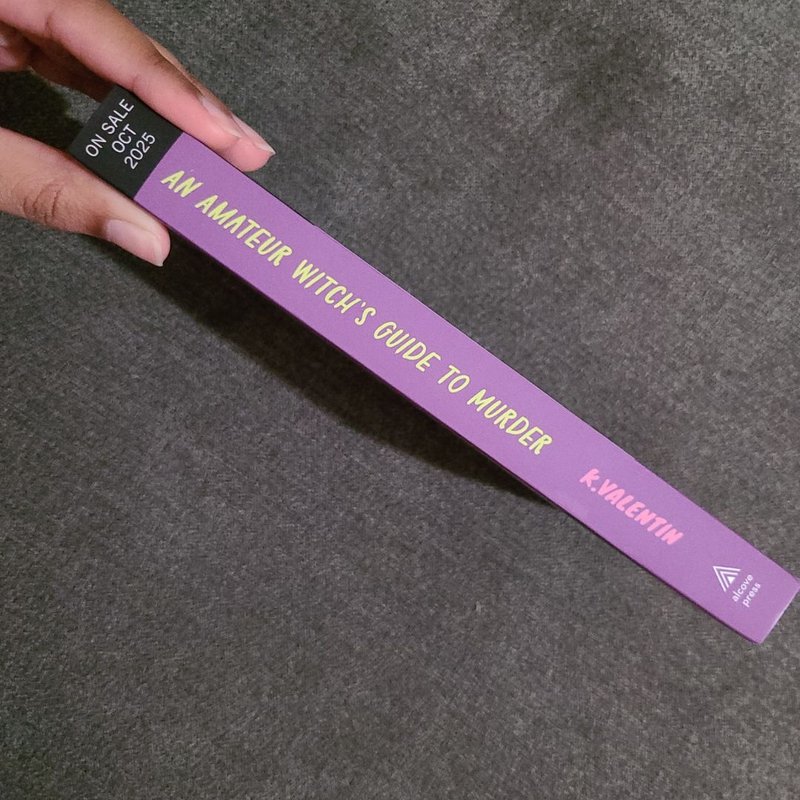 ON SALE
OCT
2025
AN AMATEUR WITCH'S GUIDE TO MURDER
K. VALENTIN
alcove
press